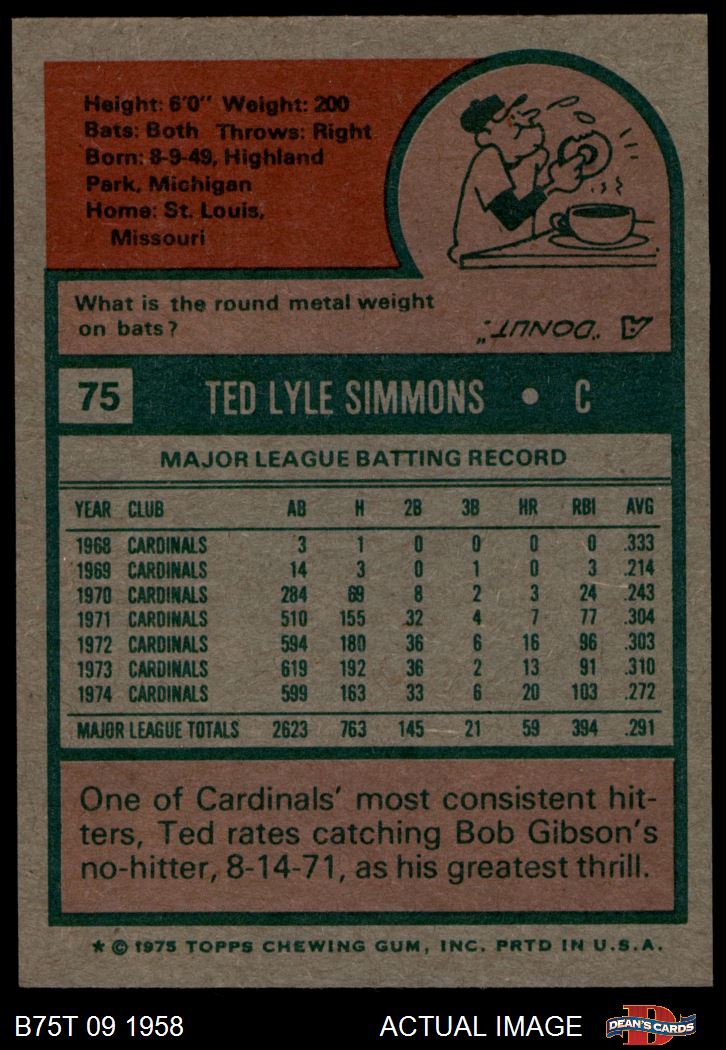 Height: 6'0" Weight: 200
Bats: Both Throws: Right
Born: 8-9-49, Highland
Park, Michigan
Home: St. Louis,
Missouri
What is the round metal weight
on bats?
A "DONUT."
75 TED LYLE SIMMONS • C
MAJOR LEAGUE BATTING RECORD
YEAR CLUB AB H 2B 3B HR RBI AVG
1968 CARDINALS 3 1 0 0 0 0 .333
1969 CARDINALS 14 3 0 1 0 3 .214
1970 CARDINALS 284 69 8 2 3 24 .243
1971 CARDINALS 510 155 32 4 7 77 .304
1972 CARDINALS 594 180 36 6 16 96 .303
1973 CARDINALS 619 192 36 2 13 91 .310
1974 CARDINALS 599 163 33 6 20 103 .272
MAJOR LEAGUE TOTALS 2623 763 145 21 59 394 .291
One of Cardinals' most consistent hit-
ters, Ted rates catching Bob Gibson's
no-hitter, 8-14-71, as his greatest thrill.
* © 1975 TOPPS CHEWING GUM, INC. PRTD IN U.S.A.
B75T 09 1958 ACTUAL IMAGE D DEAN'S CARDS